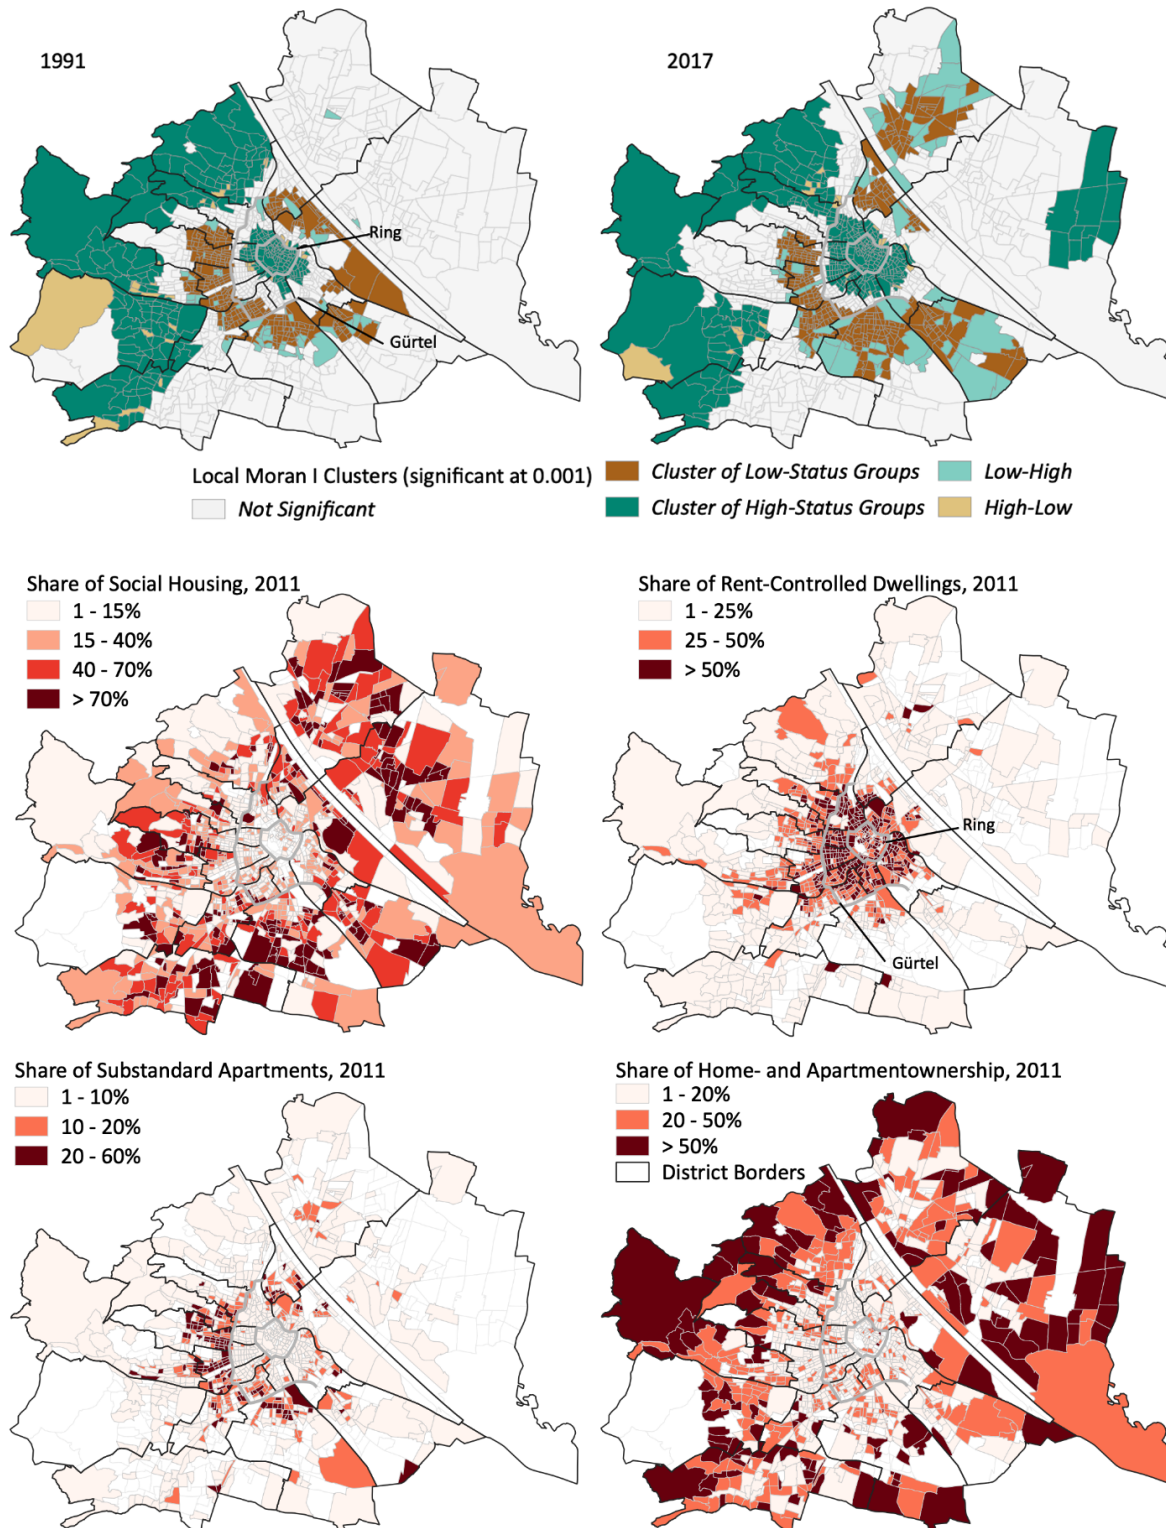 1991
2017
Ring
Gürtel
Local Moran I Clusters (significant at 0.001)
Not Significant
Cluster of Low-Status Groups
Low-High
Cluster of High-Status Groups
High-Low
Share of Social Housing, 2011
1 - 15%
15 - 40%
40 - 70%
> 70%
Share of Rent-Controlled Dwellings, 2011
1 - 25%
25 - 50%
> 50%
Ring
Gürtel
Share of Substandard Apartments, 2011
1 - 10%
10 - 20%
20 - 60%
Share of Home- and Apartmentownership, 2011
1 - 20%
20 - 50%
> 50%
District Borders